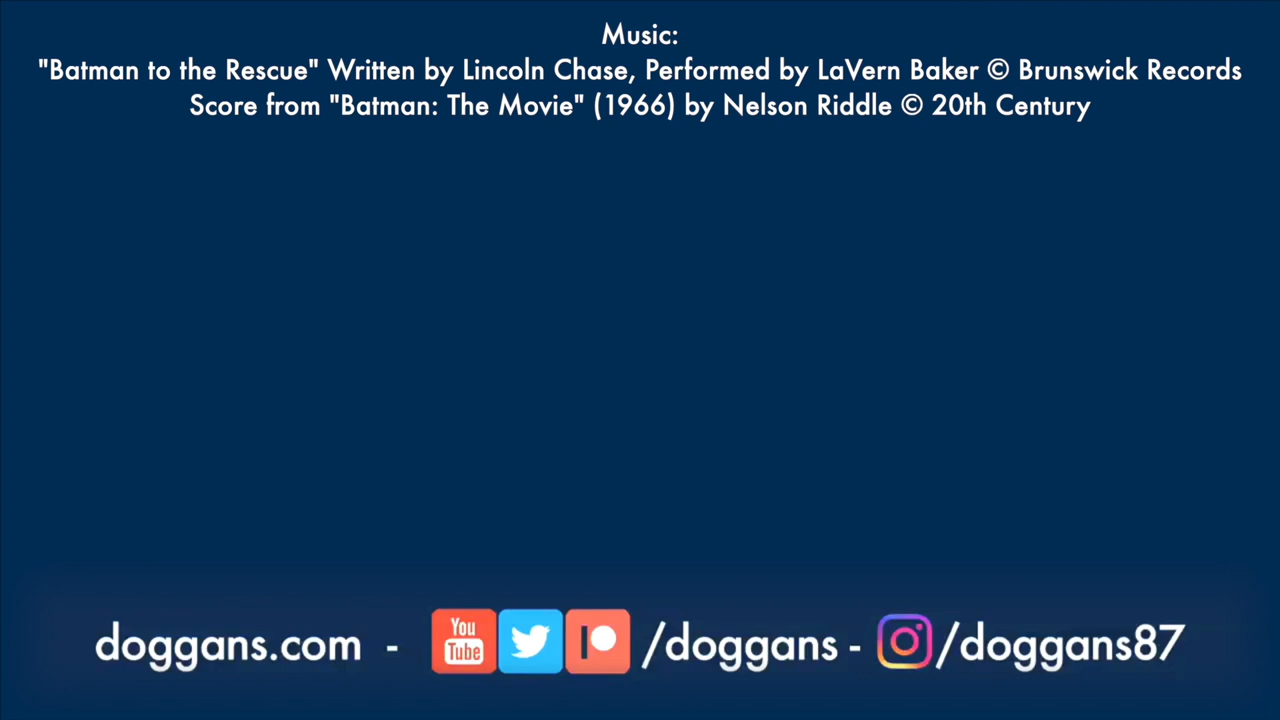 Music:
"Batman to the Rescue" Written by Lincoln Chase, Performed by LaVern Baker © Brunswick Records
Score from "Batman: The Movie" (1966) by Nelson Riddle © 20th Century
doggans.com - You Tube /doggans - /doggans87